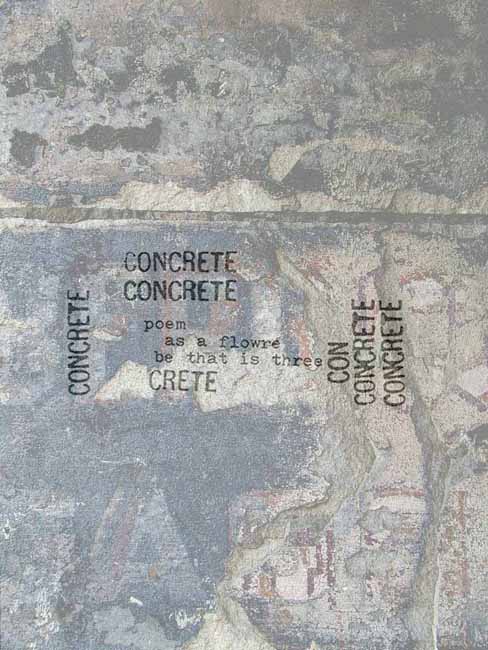 CONCRETE
CONCRETE
CONCRETE
poem
as a flowre
be that is three
CRETE
CON
CONCRETE
CONCRETE